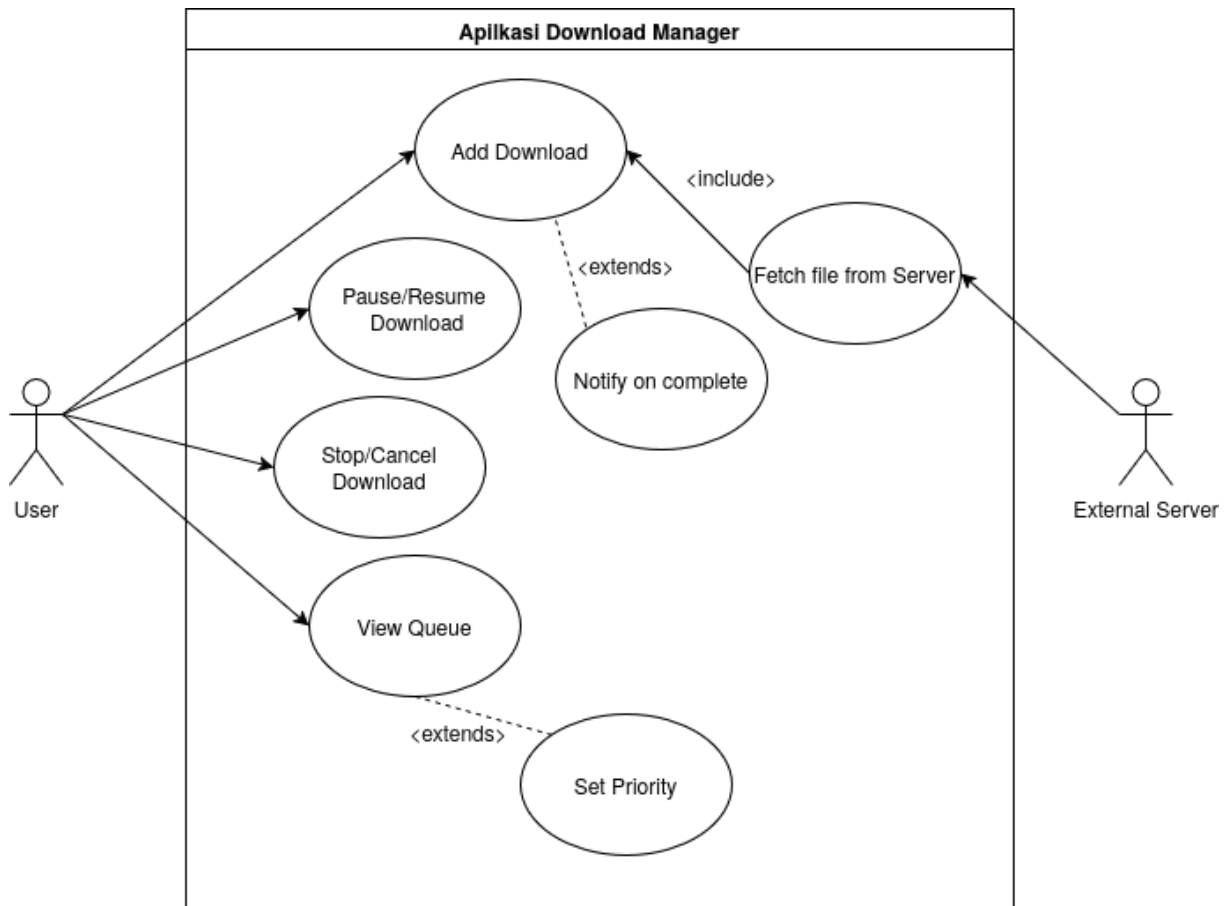 Apilkasi Download Manager
Add Download
<include>
Fetch file from Server
<extends>
Pause/Resume
Download
Notify on complete
Stop/Cancel
Download
User
External Server
View Queue
<extends>
Set Priority